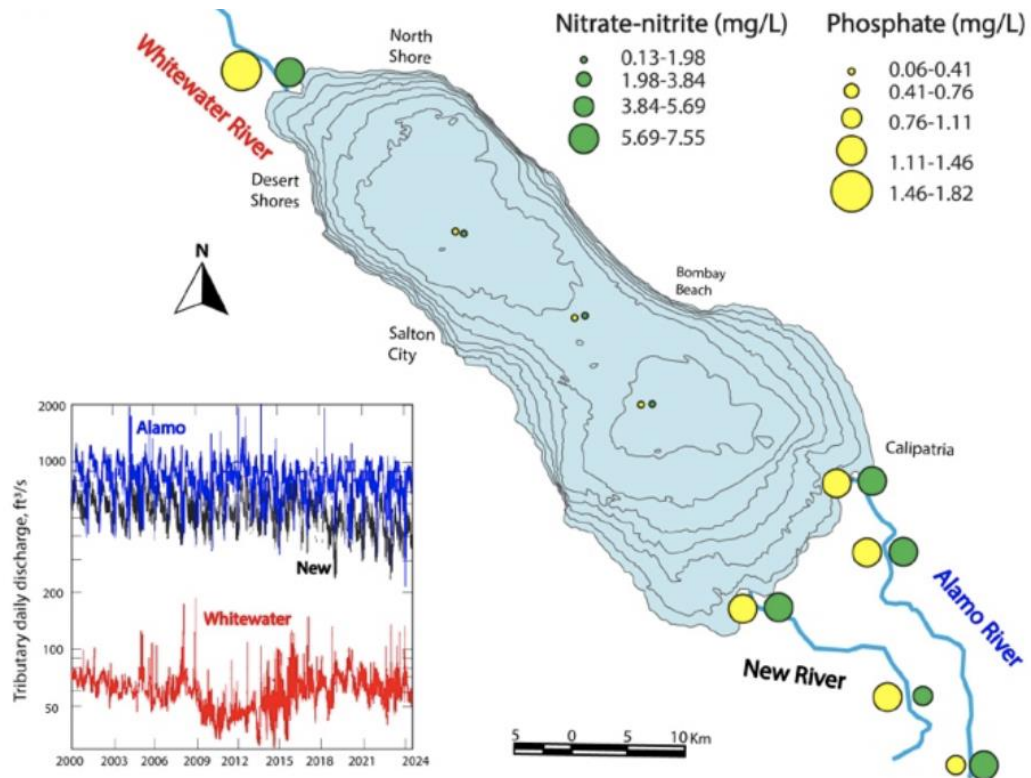 Nitrate-nitrite (mg/L)
0.13-1.98
1.98-3.84
3.84-5.69
5.69-7.55
Phosphate (mg/L)
0.06-0.41
0.41-0.76
0.76-1.11
1.11-1.46
1.46-1.82
North
Shore
Whitewater River
Desert
Shores
N
Bombay
Beach
Salton
City
Calipatria
Alamo River
New River
5 0 5 10 Km
Tributary daily discharge, ft³/s
2000
1000
200
100
50
Alamo
New
Whitewater
2000 2003 2006 2009 2012 2015 2018 2021 2024